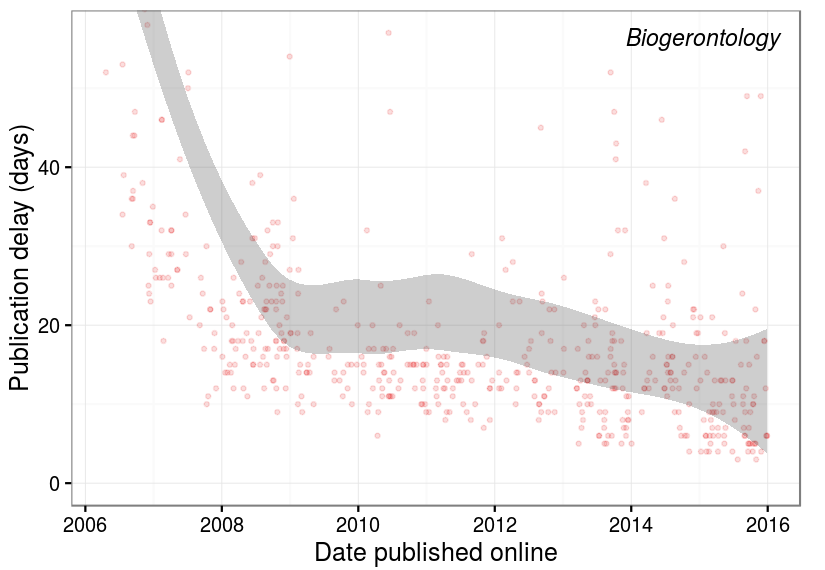 Biogerontology
Publication delay (days)
40
20
0
2006 2008 2010 2012 2014 2016
Date published online